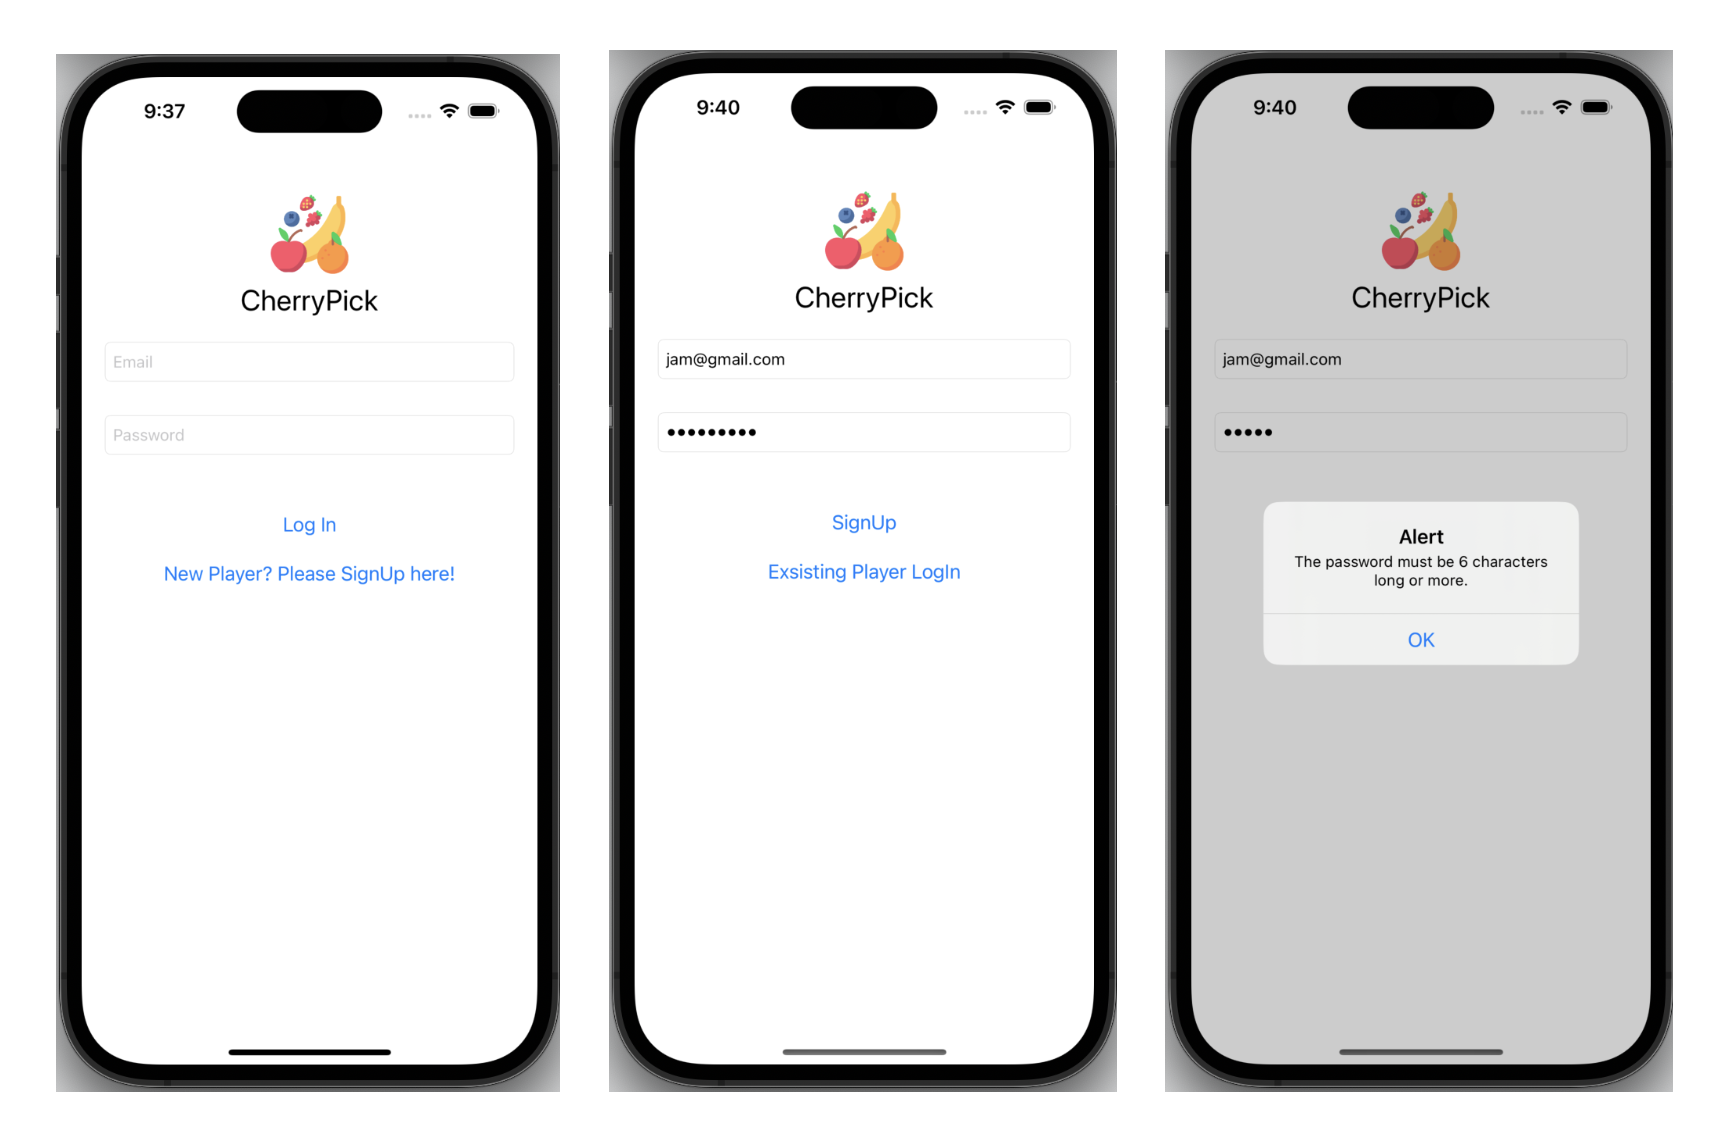 9:37
CherryPick
Email
Password
Log In
New Player? Please SignUp here!
9:40
CherryPick
jam@gmail.com
•••••••••
SignUp
Exsisting Player LogIn
9:40
CherryPick
jam@gmail.com
•••••
Alert
The password must be 6 characters
long or more.
OK